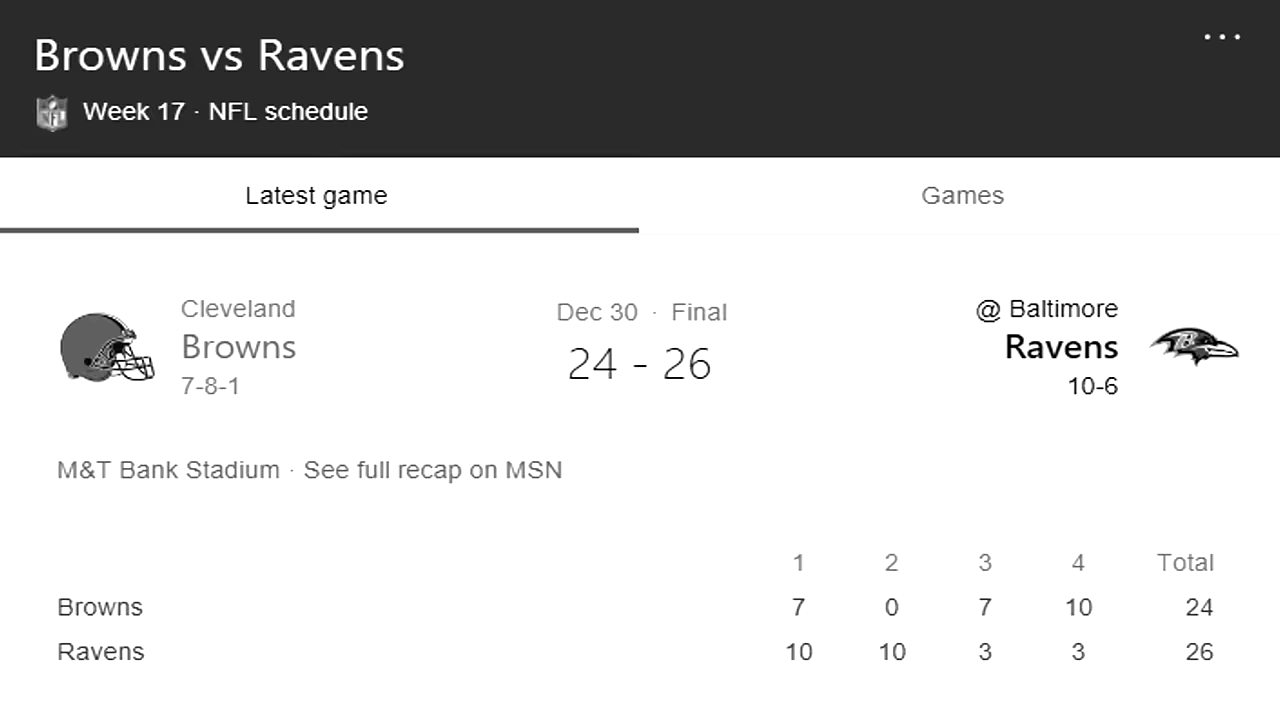 Browns vs Ravens
...
NFL Week 17 · NFL schedule
Latest game Games
Cleveland Dec 30 · Final @ Baltimore
Browns 24 - 26 Ravens B
7-8-1 10-6
M&T Bank Stadium · See full recap on MSN
1 2 3 4 Total
Browns 7 0 7 10 24
Ravens 10 10 3 3 26